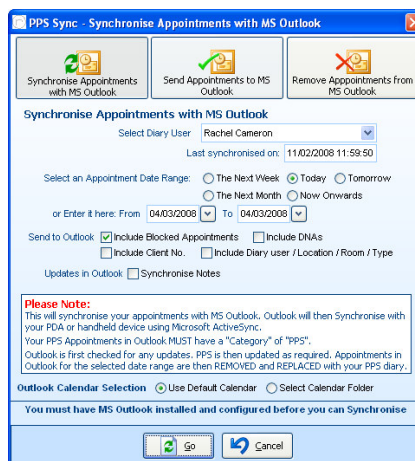 PPS Sync - Synchronise Appointments with MS Outlook
Synchronise Appointments with MS Outlook
Send Appointments to MS Outlook
Remove Apppointments from MS Outlook
Synchronise Appointments with MS Outlook
Select Diary User Rachel Cameron
Last synchronised on: 11/02/2008 11:59:50
Select an Appointment Date Range: The Next Week Today Tomorrow
The Next Month Now Onwards
or Enter it here: From 04/03/2008 To 04/03/2008
Send to Outlook Include Blocked Appointments Include DNAs
Include Client No. Include Diary user / Location / Room / Type
Updates in Outlook Synchronise Notes
Please Note:
This will synchronise your appointments with MS Outlook. Outlook will then Synchronise with
your PDA or handheld device using Microsoft ActiveSync.
Your PPS Appointments in Outlook MUST have a "Category" of "PPS".
Outlook is first checked for any updates. PPS is then updated as required. Appointments in
Outlook for the selected date range are then REMOVED and REPLACED with your PPS diary.
Outlook Calendar Selection Use Default Calendar Select Calendar Folder
You must have MS Outlook installed and configured before you can Synchronise
Go Cancel